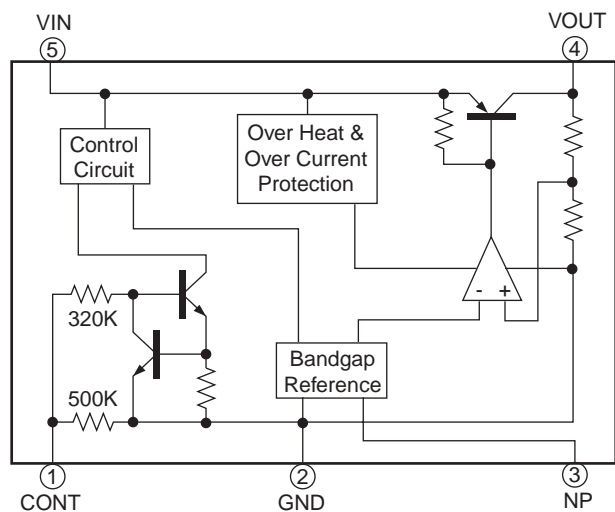 VIN
VOUT
5
4
Control
Circuit
Over Heat &
Over Current
Protection
- +
320K
Bandgap
Reference
500K
1
2
3
CONT
GND
NP